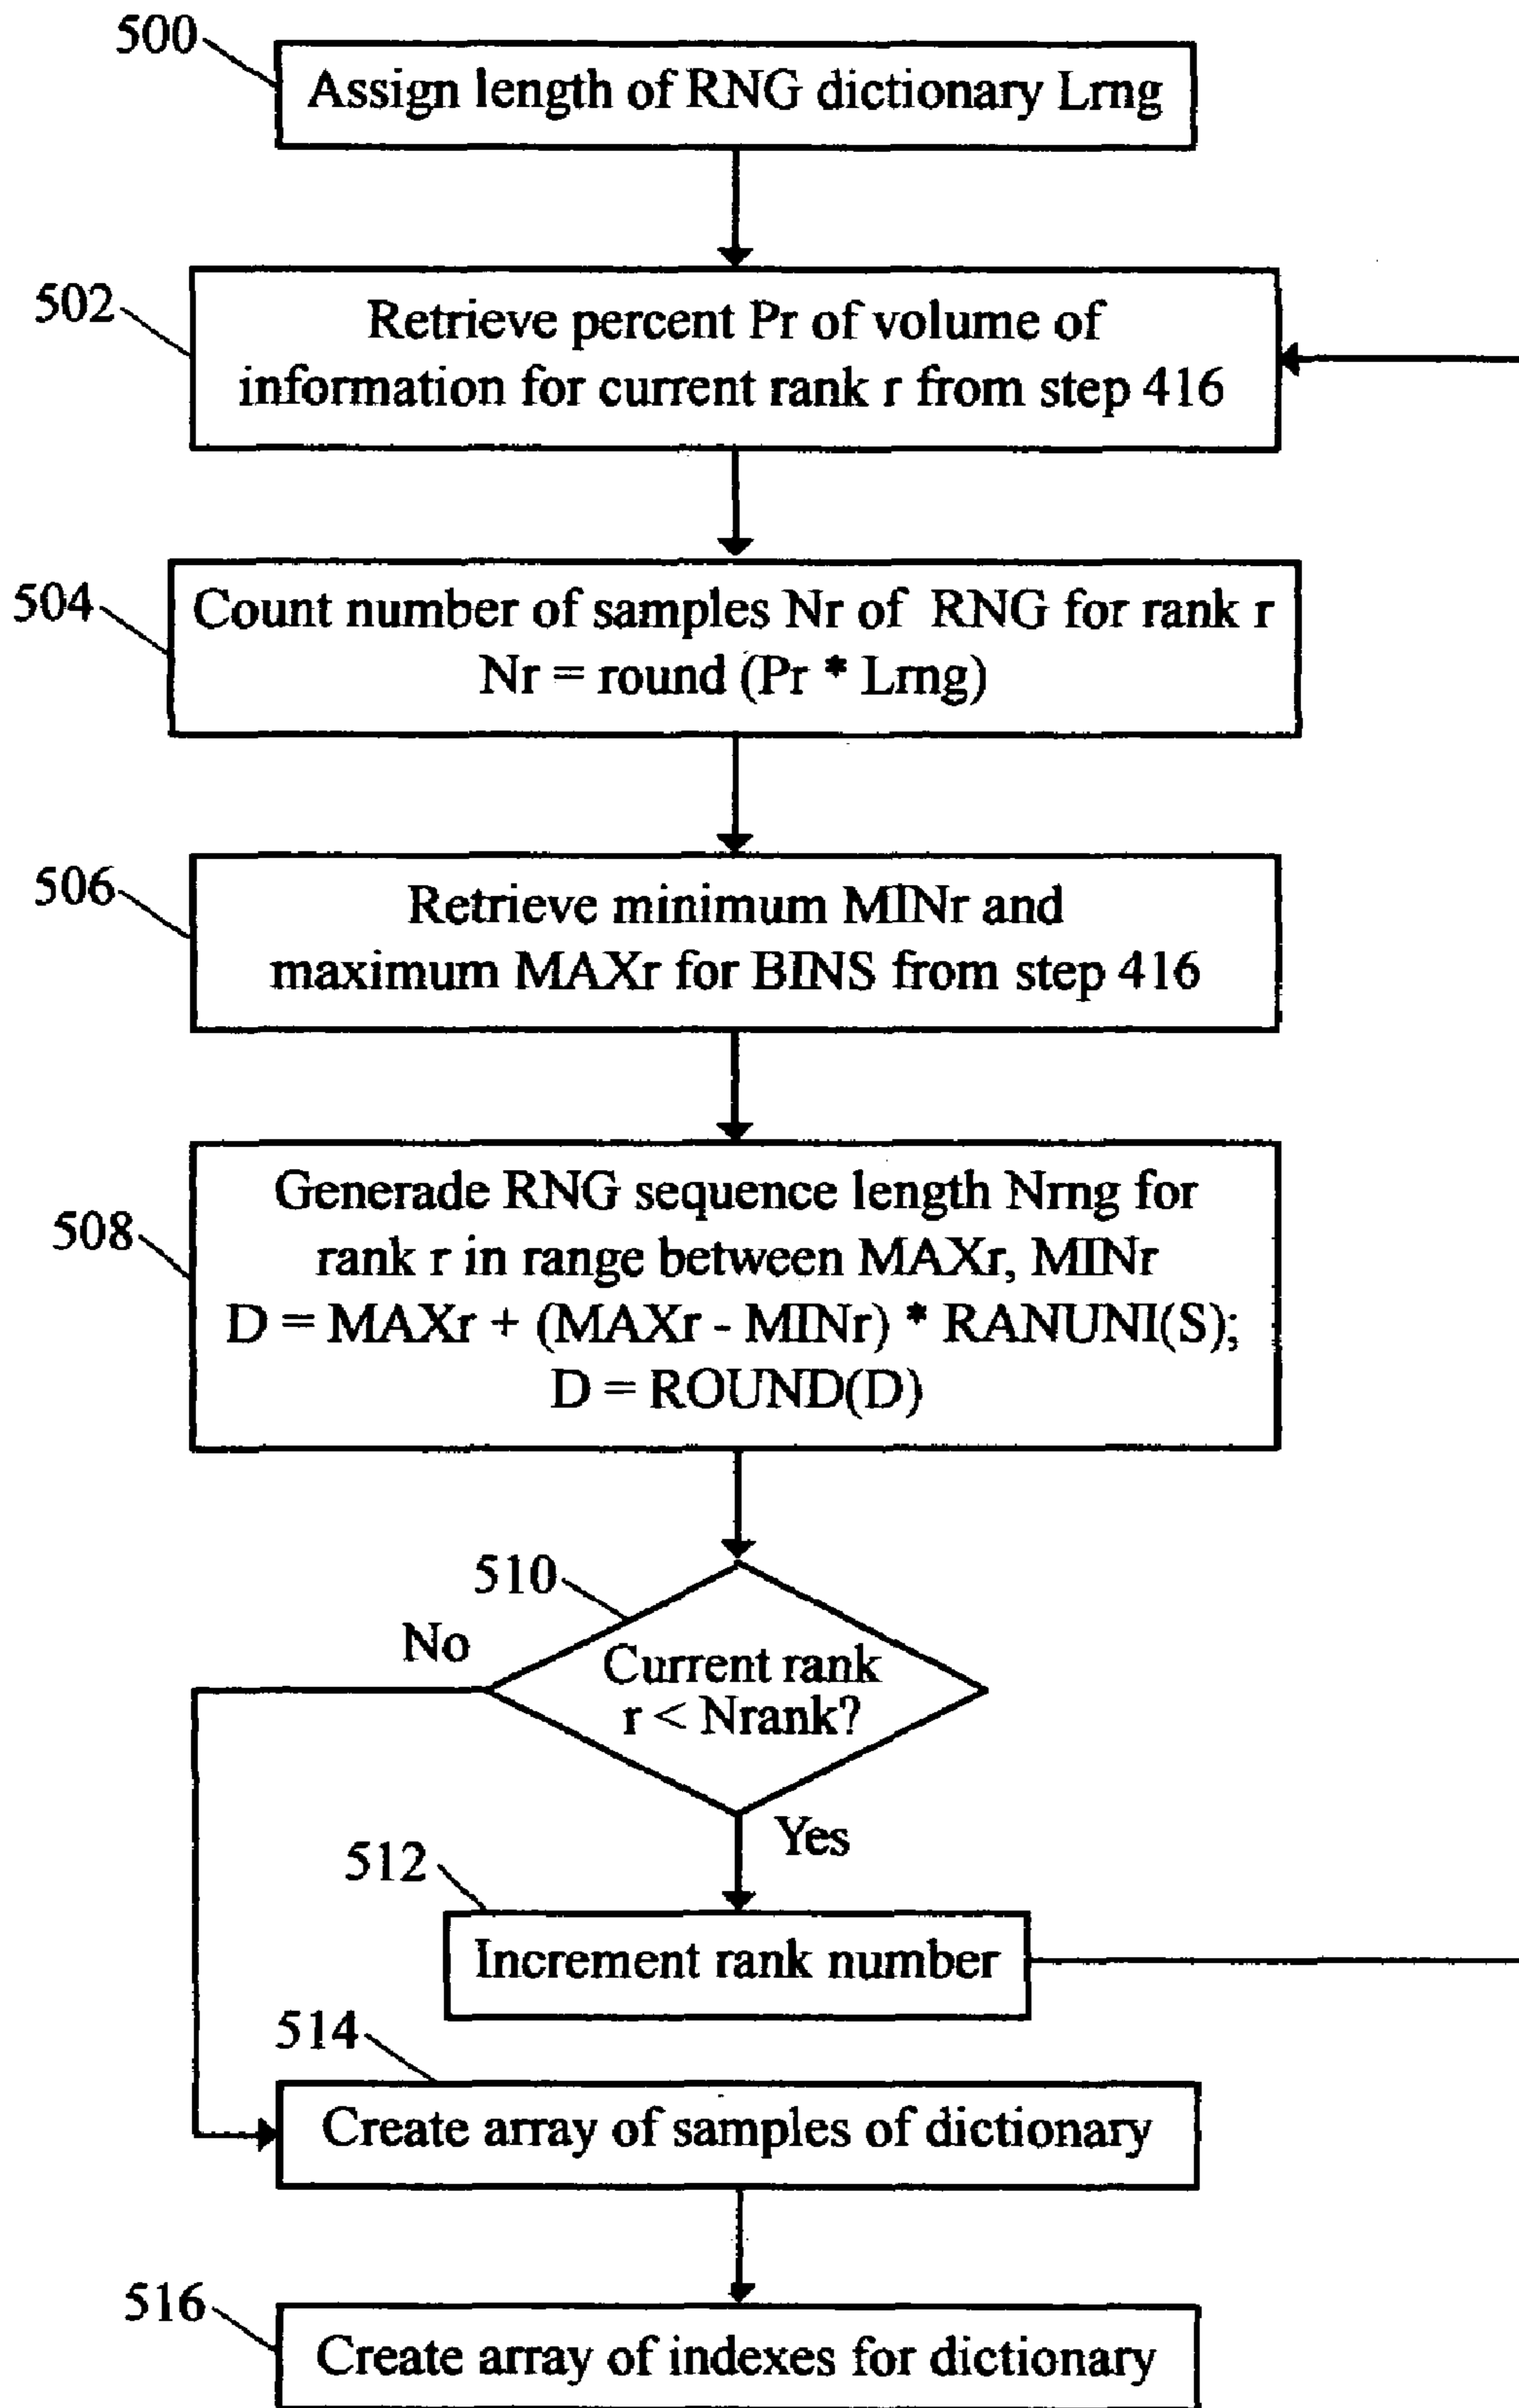 500
Assign length of RNG dictionary Lrng
502
Retrieve percent Pr of volume of
information for current rank r from step 416
504
Count number of samples Nr of RNG for rank r
Nr = round (Pr * Lrng)
506
Retrieve minimum MINr and
maximum MAXr for BINS from step 416
508
Generade RNG sequence length Nrng for
rank r in range between MAXr, MINr
D = MAXr + (MAXr - MINr) * RANUNI(S);
D = ROUND(D)
510
No
Current rank
r < Nrank?
Yes
512
Increment rank number
514
Create array of samples of dictionary
516
Create array of indexes for dictionary